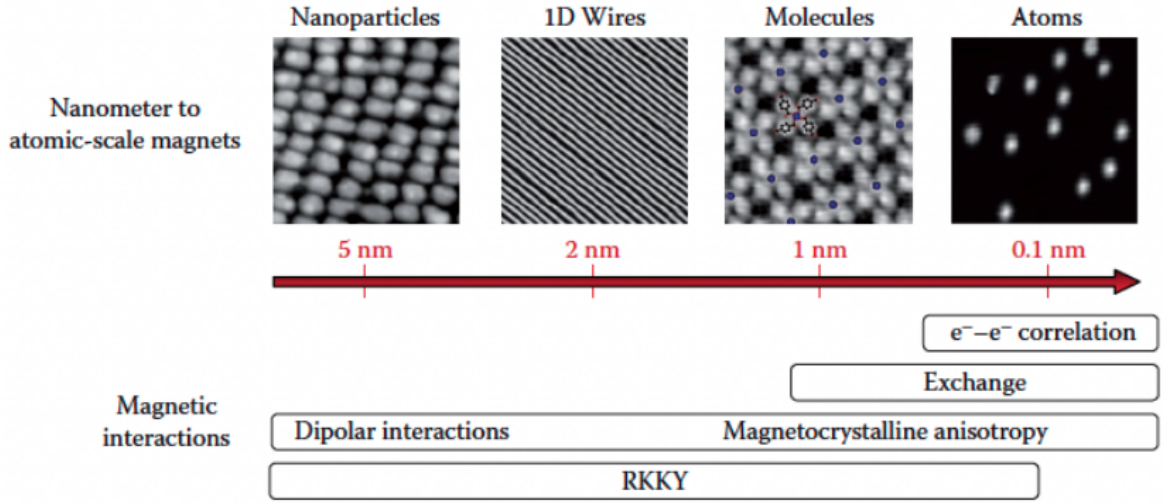 Nanoparticles
1D Wires
Molecules
Atoms
Nanometer to
atomic-scale magnets
5 nm
2 nm
1 nm
0.1 nm
e⁻–e⁻ correlation
Exchange
Magnetic
interactions
Dipolar interactions
Magnetocrystalline anisotropy
RKKY